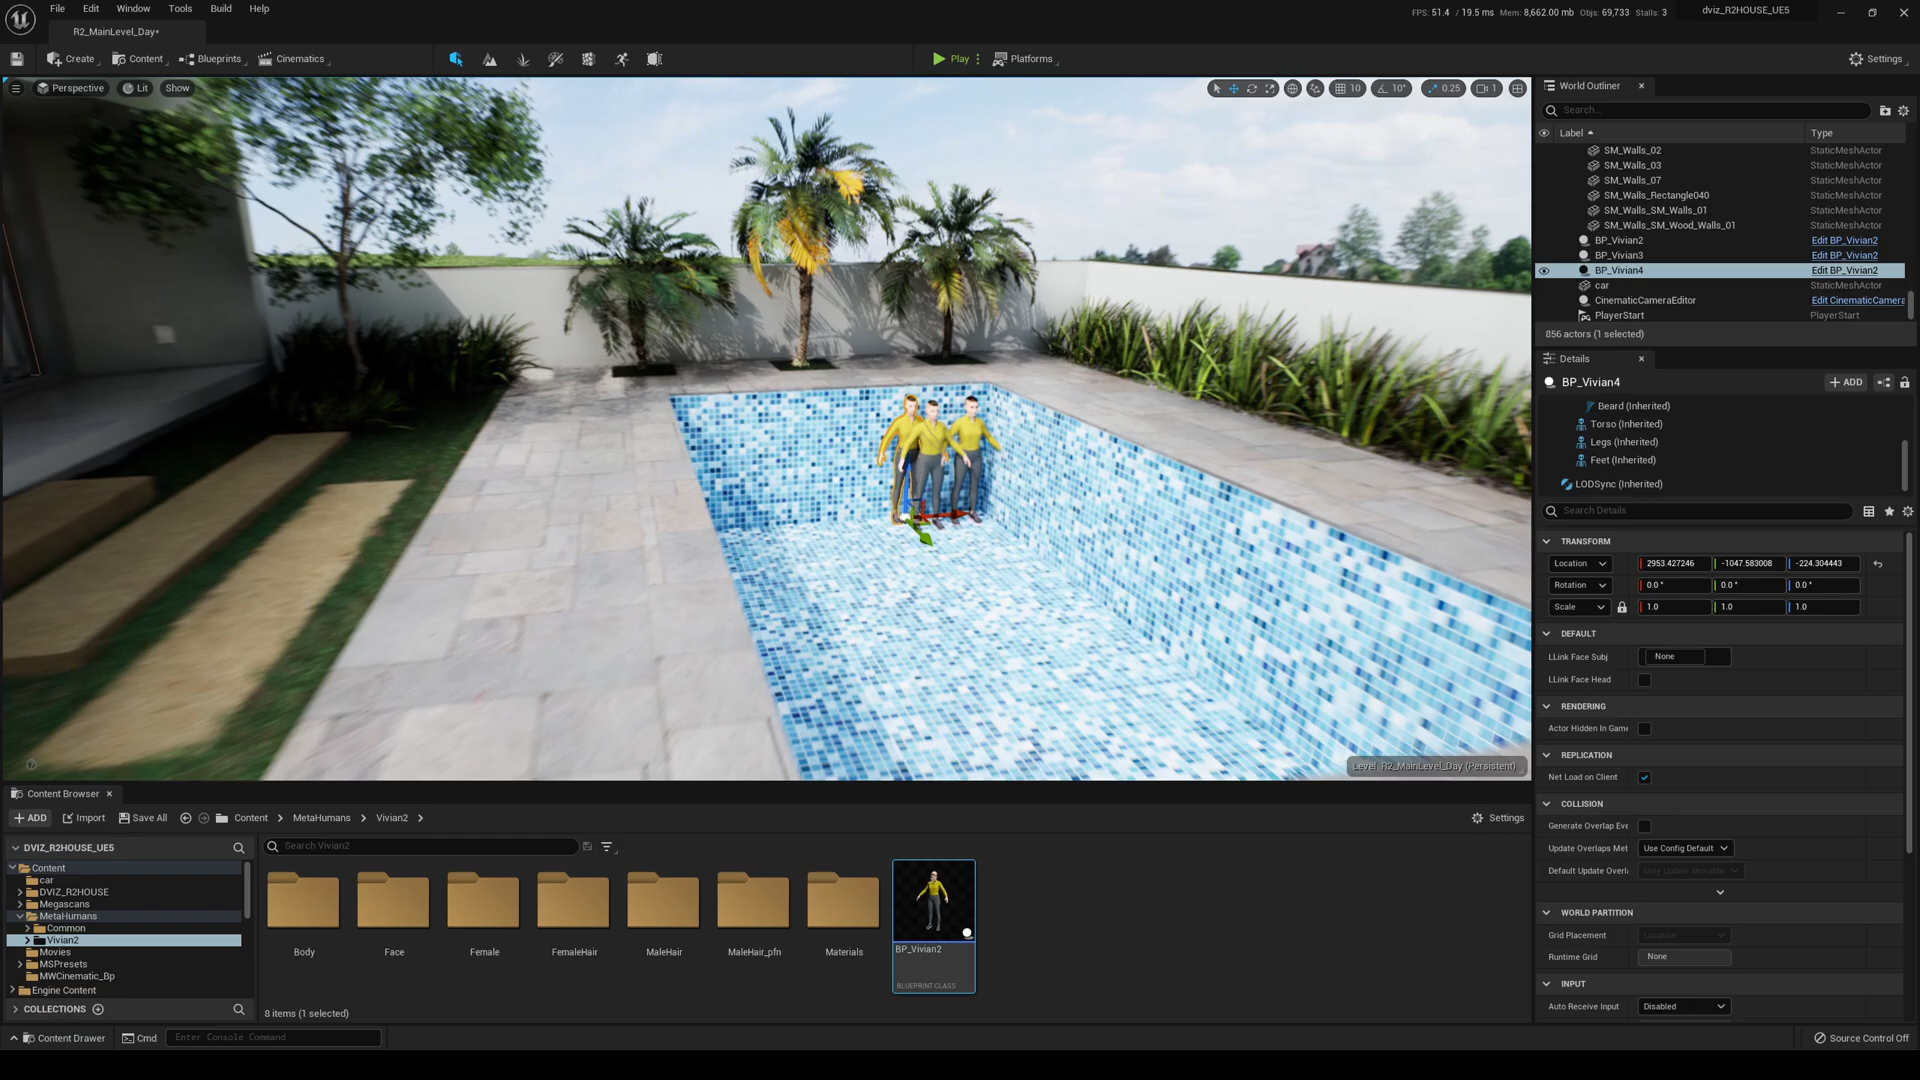 File Edit Window Tools Build Help
FPS: 51.4 / 19.5 ms Mem: 8,662.00 mb Objs: 69,733 Stalls: 3
dviz_R2HOUSE_UE5
R2_MainLevel_Day•
Create Content Blueprints Cinematics Play Platforms Settings
Perspective Lit Show
10 10° 0.25 1
Level: R2_MainLevel_Day (Persistent)
World Outliner
Search...
Label Type
SM_Walls_02 StaticMeshActor
SM_Walls_03 StaticMeshActor
SM_Walls_07 StaticMeshActor
SM_Walls_Rectangle040 StaticMeshActor
SM_Walls_SM_Walls_01 StaticMeshActor
SM_Walls_SM_Wood_Walls_01 StaticMeshActor
BP_Vivian2 Edit BP_Vivian2
BP_Vivian3 Edit BP_Vivian2
BP_Vivian4 Edit BP_Vivian2
car StaticMeshActor
CinematicCameraEditor Edit CinematicCamera
PlayerStart PlayerStart
856 actors (1 selected)
Details
BP_Vivian4
+ ADD
Beard (Inherited)
Torso (Inherited)
Legs (Inherited)
Feet (Inherited)
LODSync (Inherited)
Search Details
TRANSFORM
Location 2953.427246 -1047.583008 -224.304443
Rotation 0.0 ° 0.0 ° 0.0 °
Scale 1.0 1.0 1.0
DEFAULT
LLink Face Subj None
LLink Face Head
RENDERING
Actor Hidden In Game
REPLICATION
Net Load on Client
COLLISION
Generate Overlap Eve
Update Overlaps Met Use Config Default
Default Update Overl Only Update Movable
WORLD PARTITION
Grid Placement Location
Runtime Grid None
INPUT
Auto Receive Input Disabled
Content Browser
+ ADD Import Save All Content MetaHumans Vivian2 Settings
DVIZ_R2HOUSE_UE5
Content
car
DVIZ_R2HOUSE
Megascans
MetaHumans
Common
Vivian2
Movies
MSPresets
MWCinematic_Bp
Engine Content
COLLECTIONS
Search Vivian2
Body Face Female FemaleHair MaleHair MaleHair_pfn Materials
BP_Vivian2
BLUEPRINT CLASS
8 items (1 selected)
Content Drawer Cmd Enter Console Command Source Control Off